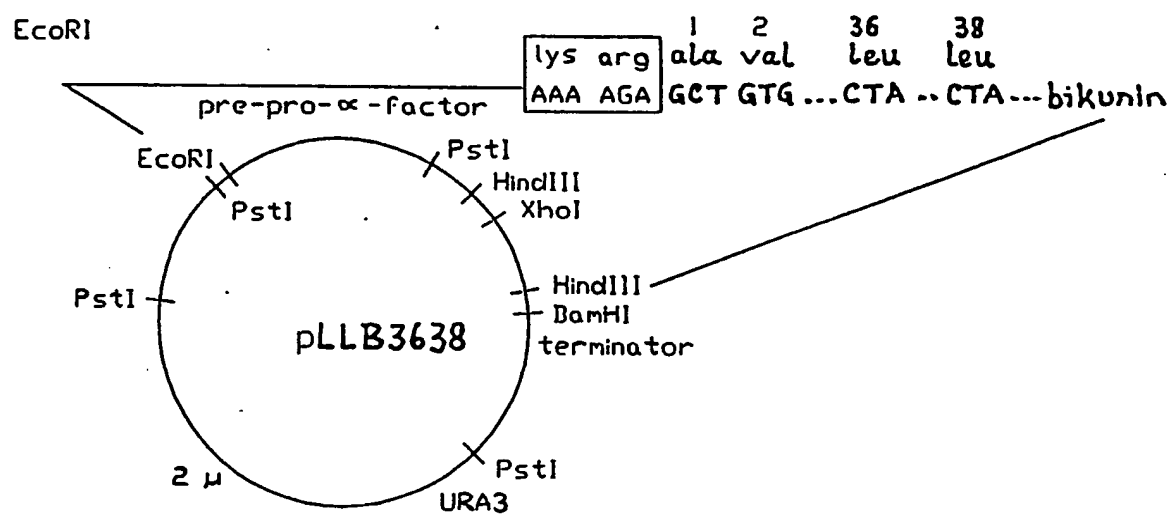 EcoRI
1 2 36 38
lys arg ala val leu leu
AAA AGA GCT GTG ...CTA ..CTA---bikunin
pre-pro-α-factor
EcoRI
PstI
PstI
HindIII
XhoI
PstI
HindIII
BamHI
terminator
pLLB3638
PstI
URA3
2 μ